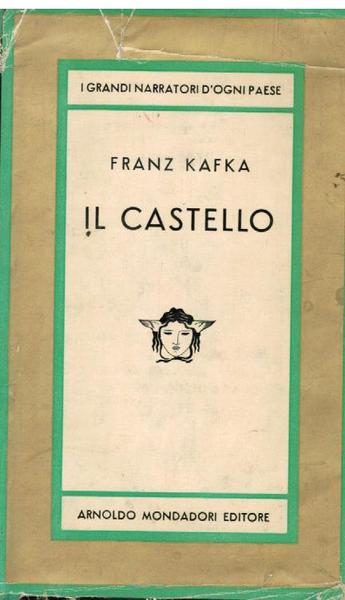 I GRANDI NARRATORI D'OGNI PAESE
FRANZ KAFKA
IL CASTELLO
ARNOLDO MONDADORI EDITORE